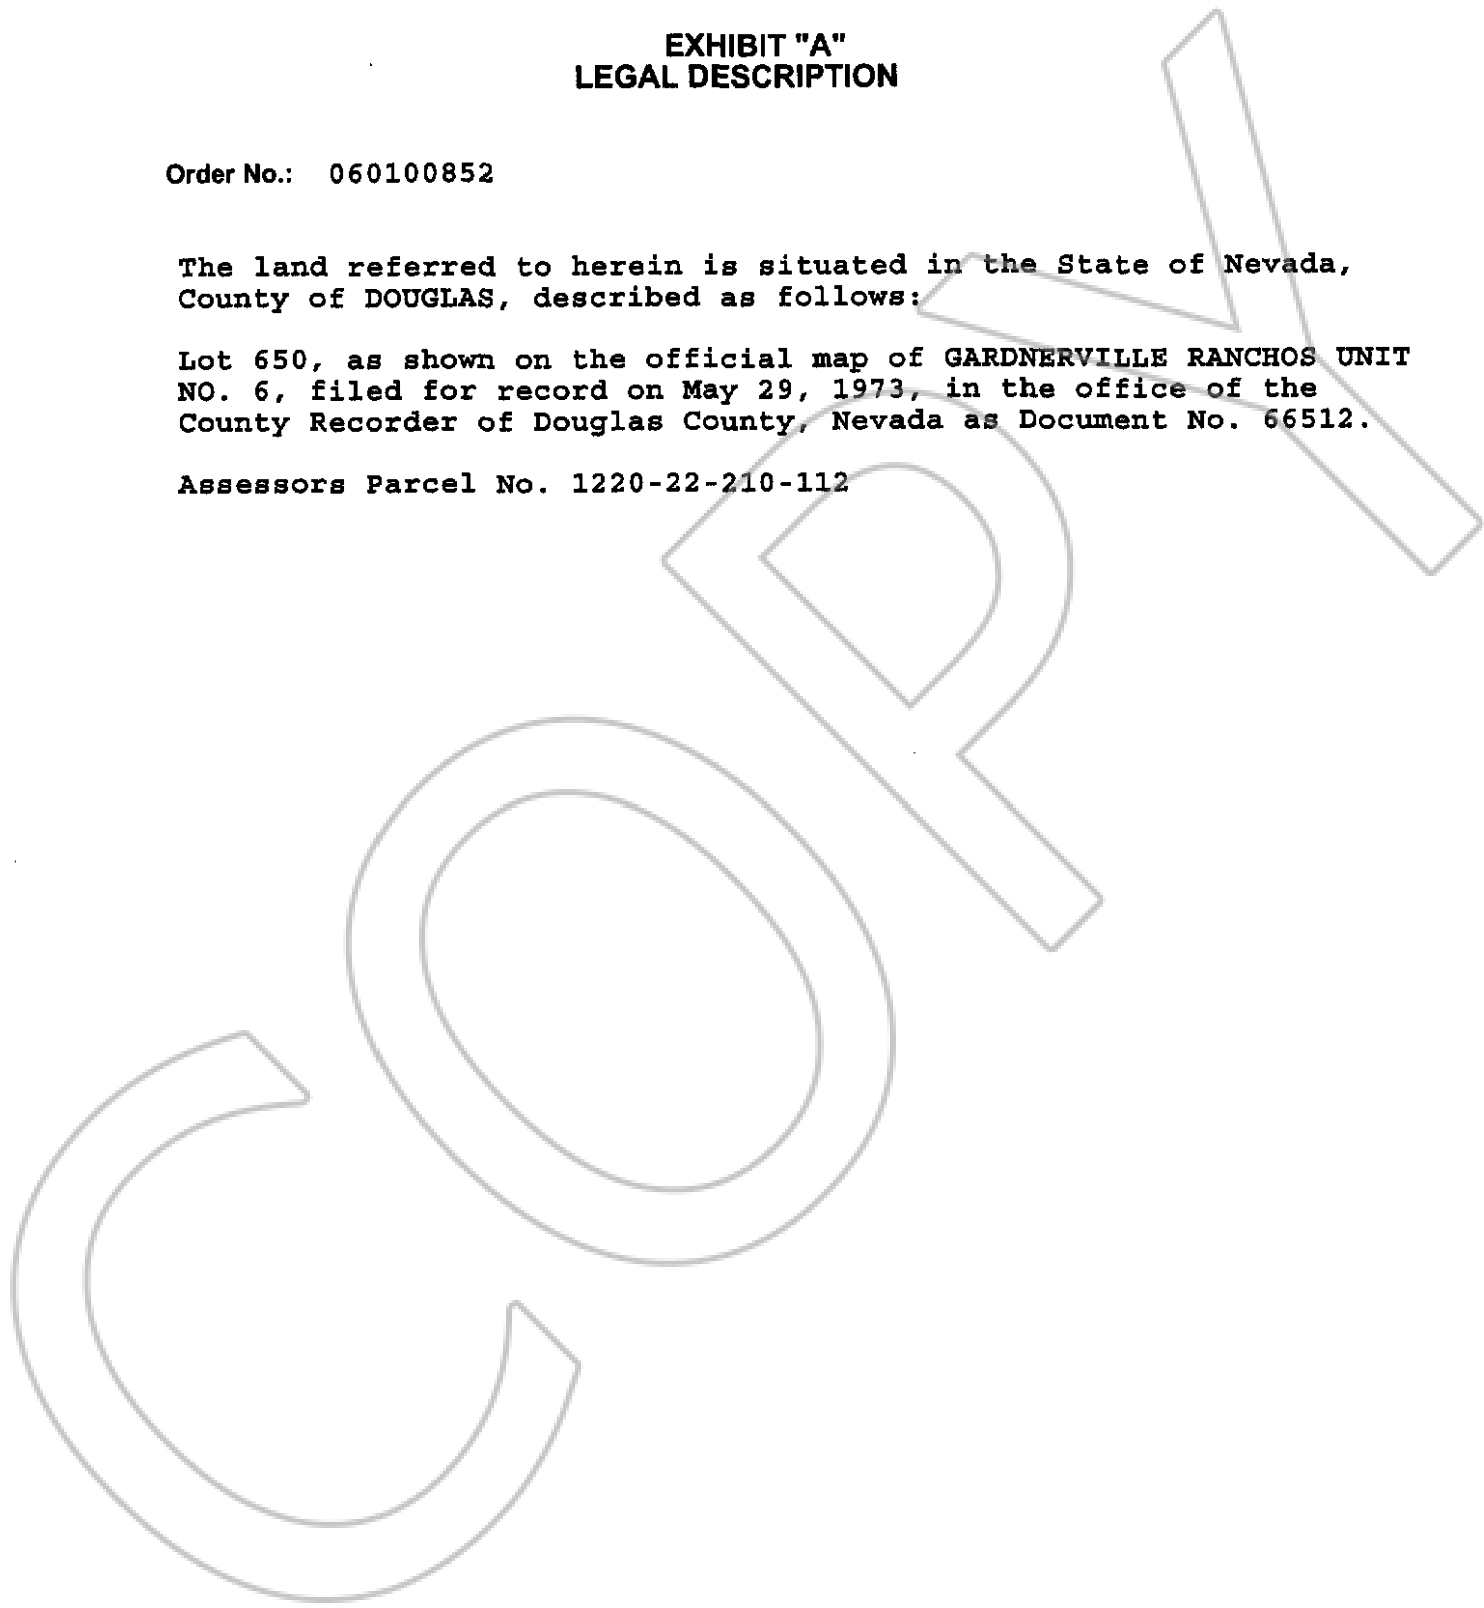 EXHIBIT "A"
LEGAL DESCRIPTION
Order No.: 060100852
The land referred to herein is situated in the State of Nevada,
County of DOUGLAS, described as follows:
Lot 650, as shown on the official map of GARDNERVILLE RANCHOS UNIT
NO. 6, filed for record on May 29, 1973, in the office of the
County Recorder of Douglas County, Nevada as Document No. 66512.
Assessors Parcel No. 1220-22-210-112
COPY